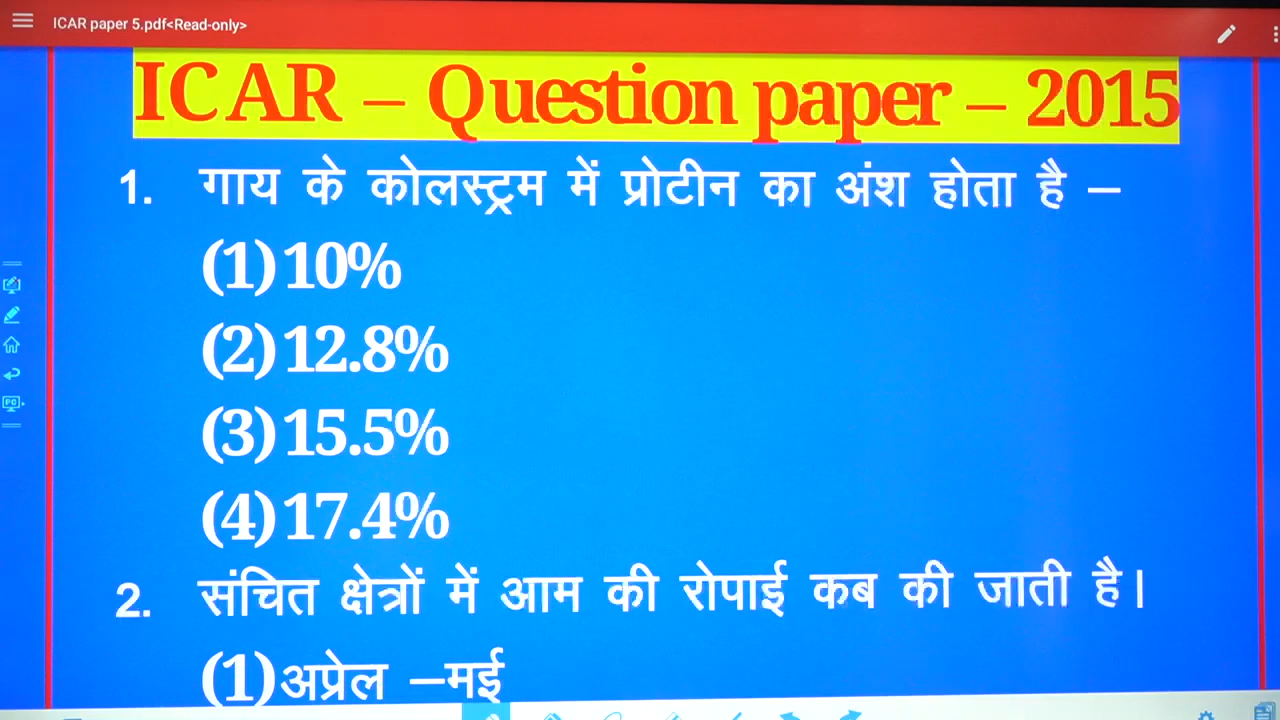 ICAR paper 5.pdf<Read-only>
ICAR – Question paper – 2015
1. गाय के कोलस्ट्रम में प्रोटीन का अंश होता है –
(1) 10%
(2) 12.8%
(3) 15.5%
(4) 17.4%
2. संचित क्षेत्रों में आम की रोपाई कब की जाती है।
(1) अप्रेल –मई
PC